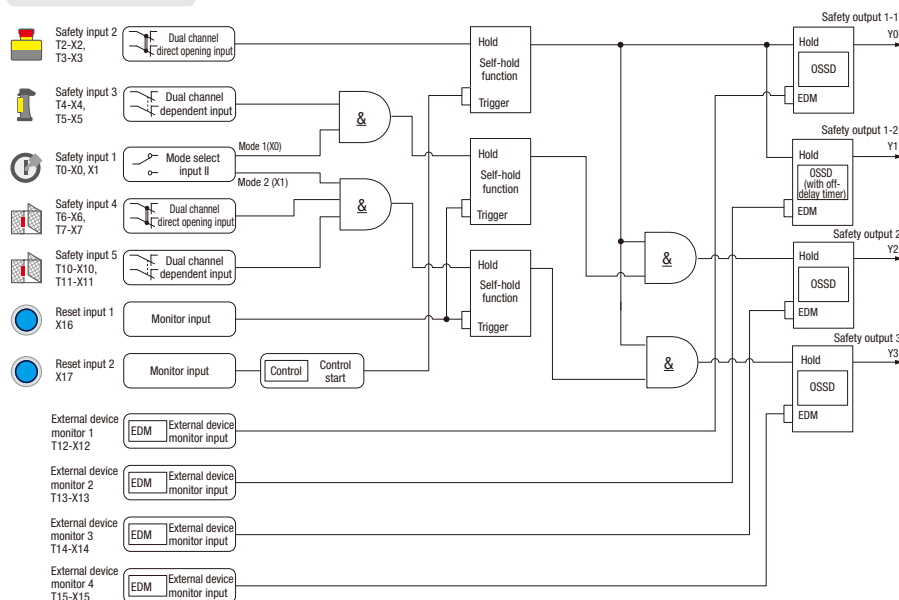 Safety input 2
T2-X2,
T3-X3
Dual channel
direct opening input
Safety input 3
T4-X4,
T5-X5
Dual channel
dependent input
Safety input 1
T0-X0, X1
Mode select
input II
Mode 1(X0)
Mode 2 (X1)
Safety input 4
T6-X6,
T7-X7
Dual channel
direct opening input
Safety input 5
T10-X10,
T11-X11
Dual channel
dependent input
Reset input 1
X16
Monitor input
Reset input 2
X17
Monitor input
Control
Control
start
External device
monitor 1
T12-X12
EDM
External device
monitor input
External device
monitor 2
T13-X13
EDM
External device
monitor input
External device
monitor 3
T14-X14
EDM
External device
monitor input
External device
monitor 4
T15-X15
EDM
External device
monitor input
&
&
Hold
Self-hold
function
Trigger
Hold
Self-hold
function
Trigger
Hold
Self-hold
function
Trigger
&
&
Safety output 1-1
Y0
Hold
OSSD
EDM
Safety output 1-2
Y1
Hold
OSSD
(with off-
delay timer)
EDM
Safety output 2
Y2
Hold
OSSD
EDM
Safety output 3
Y3
Hold
OSSD
EDM